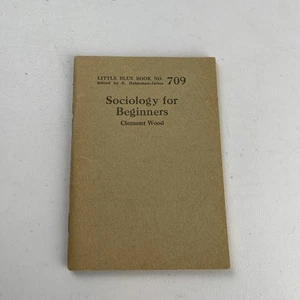 LITTLE BLUE BOOK NO. 709
Edited by E. Haldeman-Julius
Sociology for
Beginners
Clement Wood